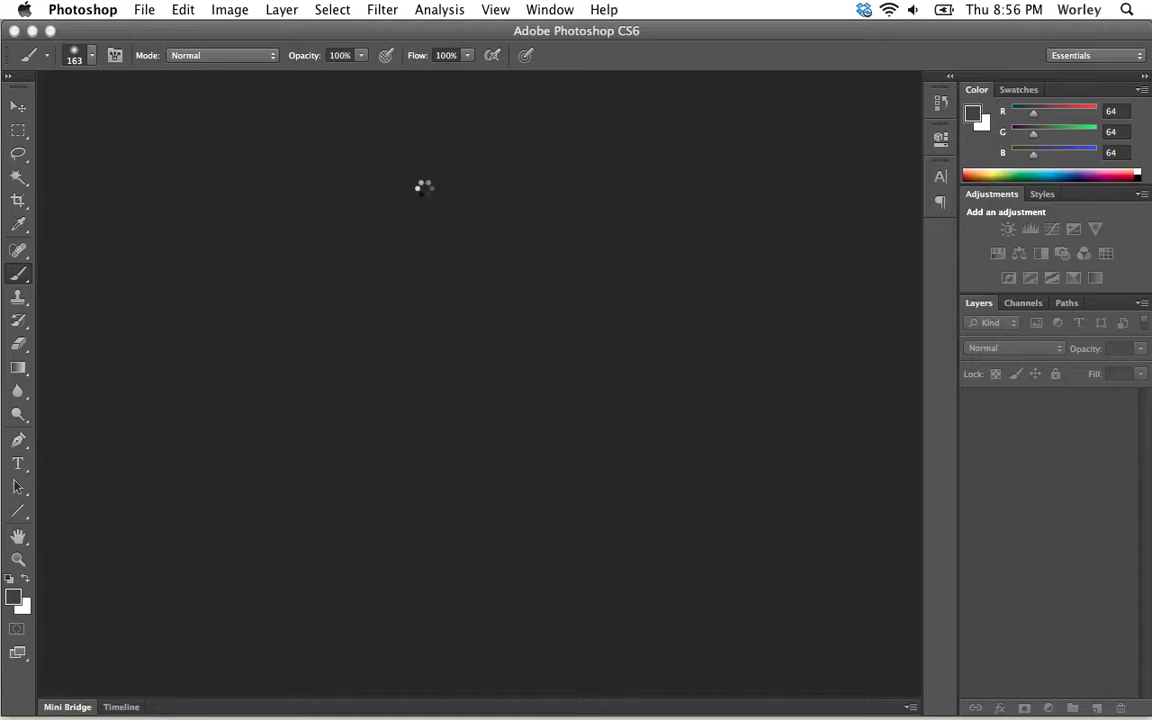 Photoshop File Edit Image Layer Select Filter Analysis View Window Help Thu 8:56 PM Worley
Adobe Photoshop CS6
163 Mode: Normal Opacity: 100% Flow: 100% Essentials
Color Swatches
R 64
G 64
B 64
Adjustments Styles
Add an adjustment
Layers Channels Paths
Kind
Normal Opacity:
Lock: Fill:
Mini Bridge Timeline